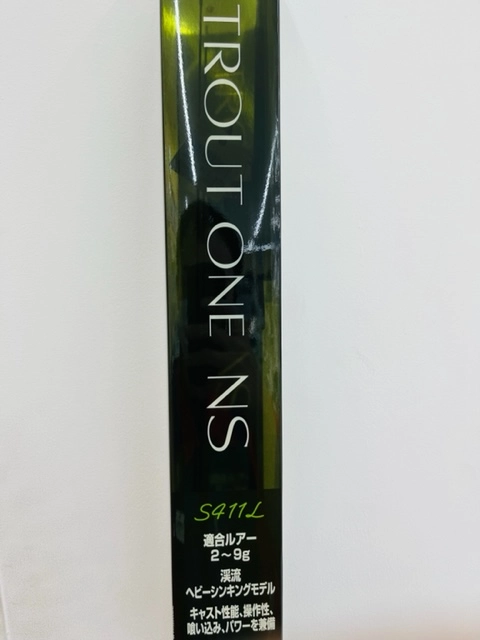 TROUT ONE NS
S411L
適合ルアー
2～9g
渓流
ヘビーシンキングモデル
キャスト性能、操作性、
喰い込み、パワーを兼備